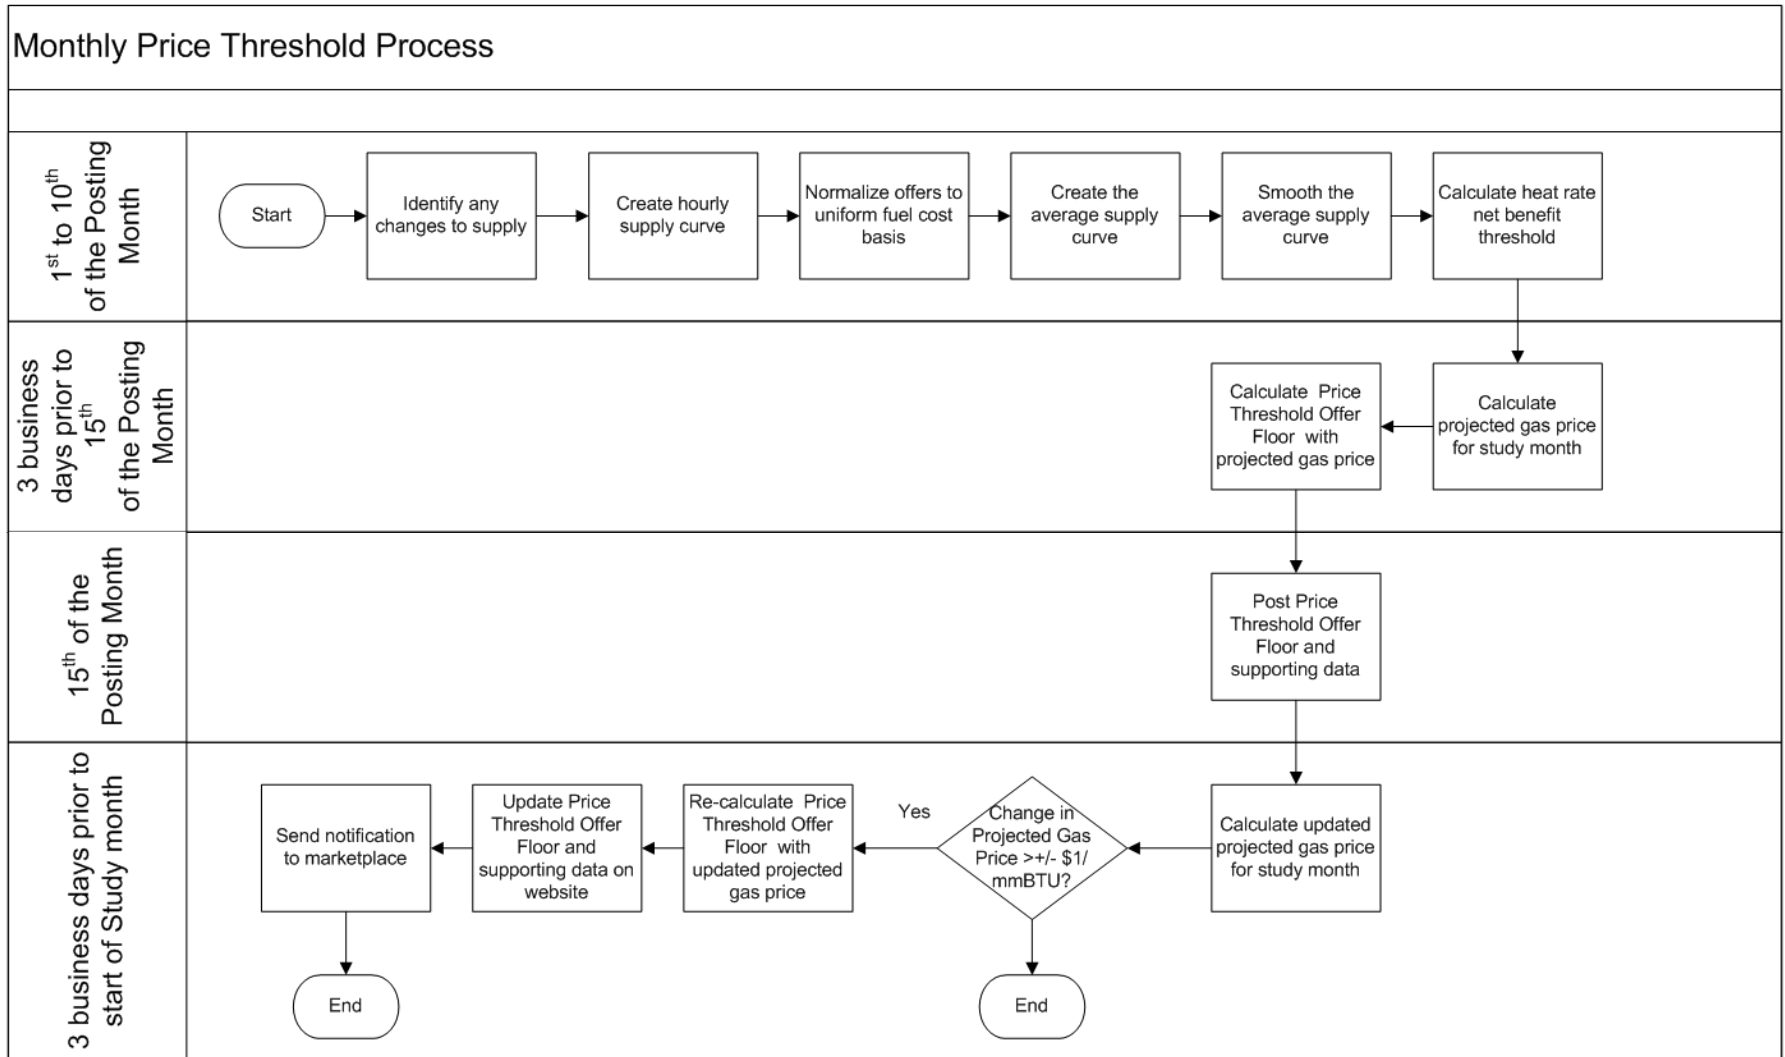 Monthly Price Threshold Process
1st to 10th
of the Posting
Month
Start
Identify any
changes to supply
Create hourly
supply curve
Normalize offers to
uniform fuel cost
basis
Create the
average supply
curve
Smooth the
average supply
curve
Calculate heat rate
net benefit
threshold
3 business
days prior to
15th
of the Posting
Month
Calculate Price
Threshold Offer
Floor with
projected gas price
Calculate
projected gas price
for study month
15th of the
Posting Month
Post Price
Threshold Offer
Floor and
supporting data
3 business days prior to
start of Study month
Send notification
to marketplace
Update Price
Threshold Offer
Floor and
supporting data on
website
Re-calculate Price
Threshold Offer
Floor with
updated projected
gas price
Yes
Change in
Projected Gas
Price >+/- $1/
mmBTU?
Calculate updated
projected gas price
for study month
End
End